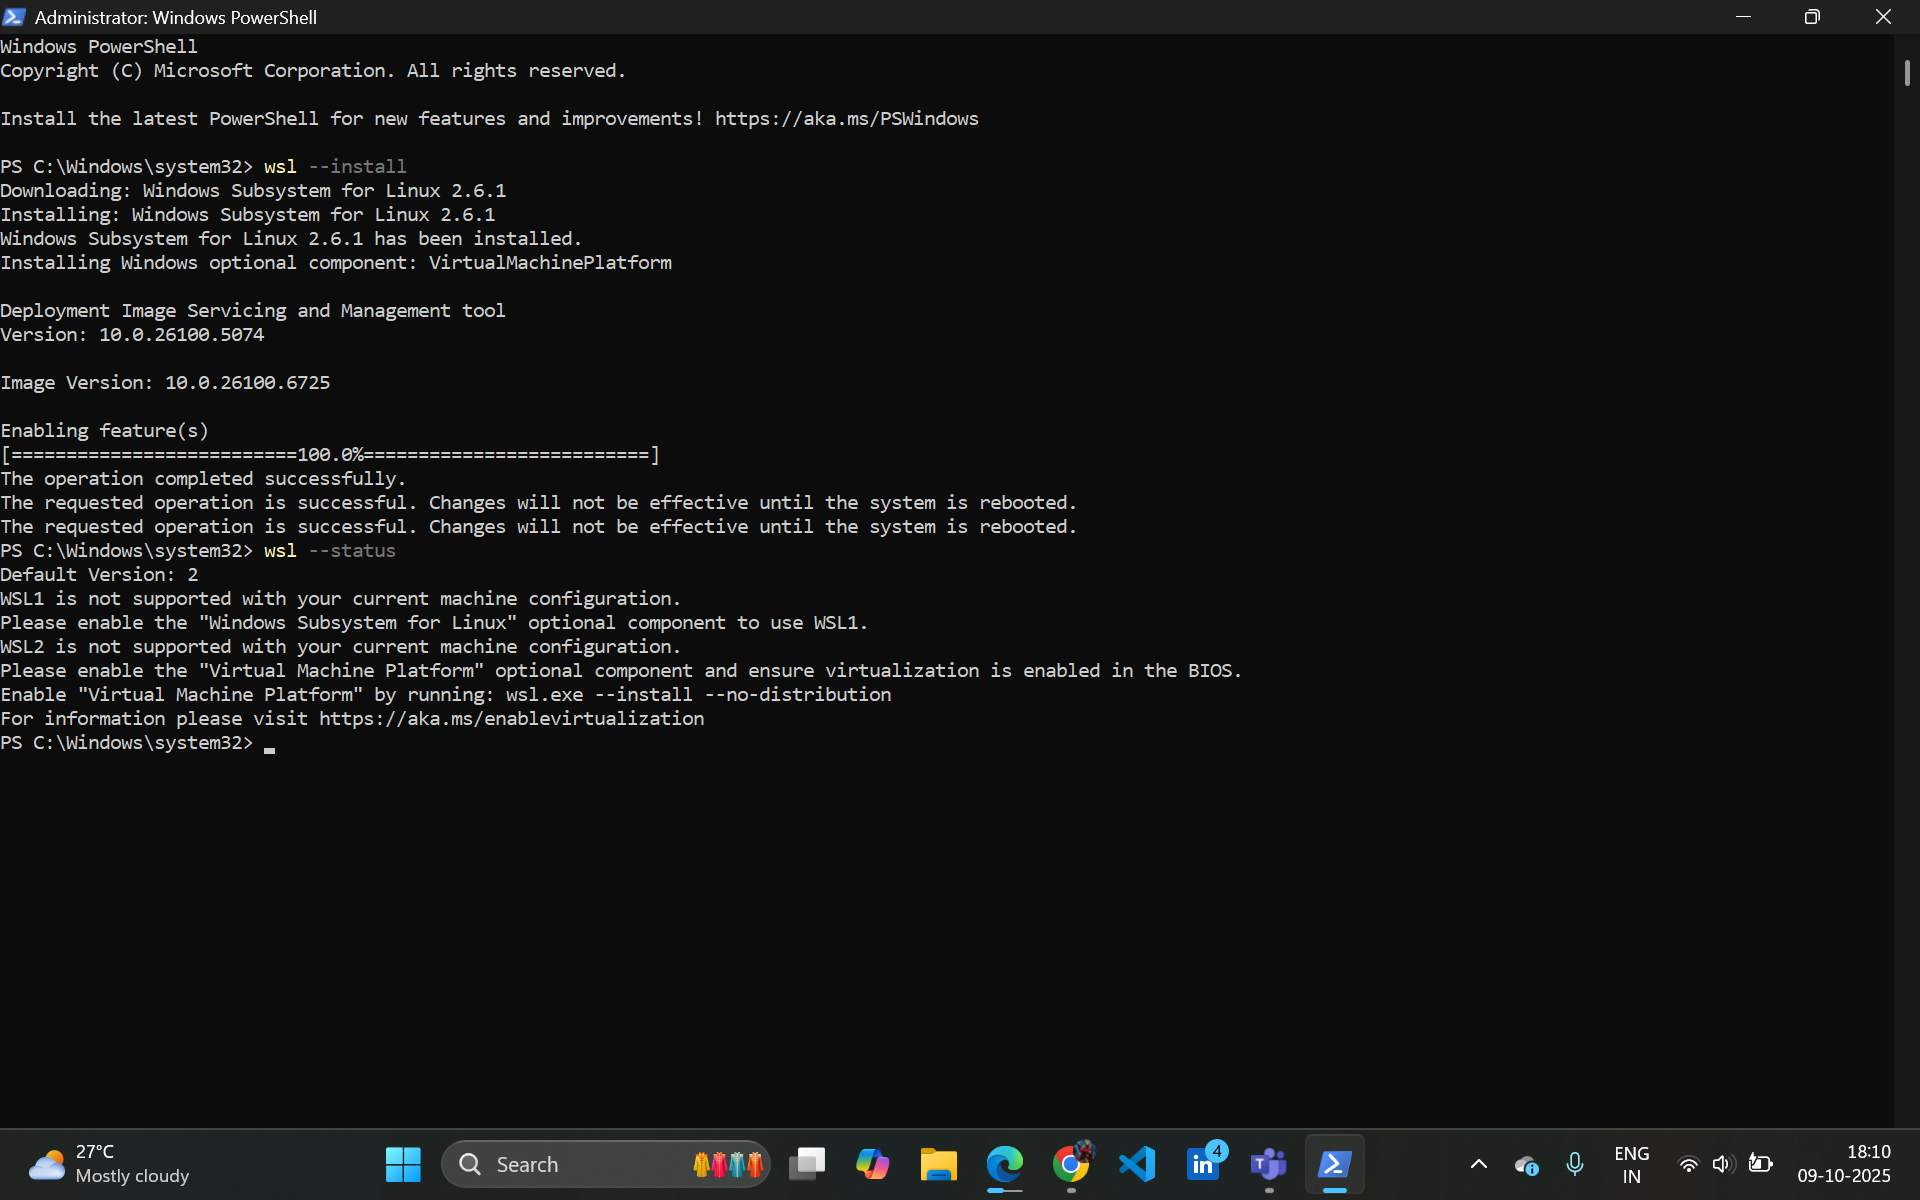 Administrator: Windows PowerShell
Windows PowerShell
Copyright (C) Microsoft Corporation. All rights reserved.
Install the latest PowerShell for new features and improvements! https://aka.ms/PSWindows
PS C:\Windows\system32> wsl --install
Downloading: Windows Subsystem for Linux 2.6.1
Installing: Windows Subsystem for Linux 2.6.1
Windows Subsystem for Linux 2.6.1 has been installed.
Installing Windows optional component: VirtualMachinePlatform
Deployment Image Servicing and Management tool
Version: 10.0.26100.5074
Image Version: 10.0.26100.6725
Enabling feature(s)
[==========================100.0%==========================]
The operation completed successfully.
The requested operation is successful. Changes will not be effective until the system is rebooted.
The requested operation is successful. Changes will not be effective until the system is rebooted.
PS C:\Windows\system32> wsl --status
Default Version: 2
WSL1 is not supported with your current machine configuration.
Please enable the "Windows Subsystem for Linux" optional component to use WSL1.
WSL2 is not supported with your current machine configuration.
Please enable the "Virtual Machine Platform" optional component and ensure virtualization is enabled in the BIOS.
Enable "Virtual Machine Platform" by running: wsl.exe --install --no-distribution
For information please visit https://aka.ms/enablevirtualization
PS C:\Windows\system32>
27°C
Mostly cloudy
Search
4
ENG
IN
18:10
09-10-2025